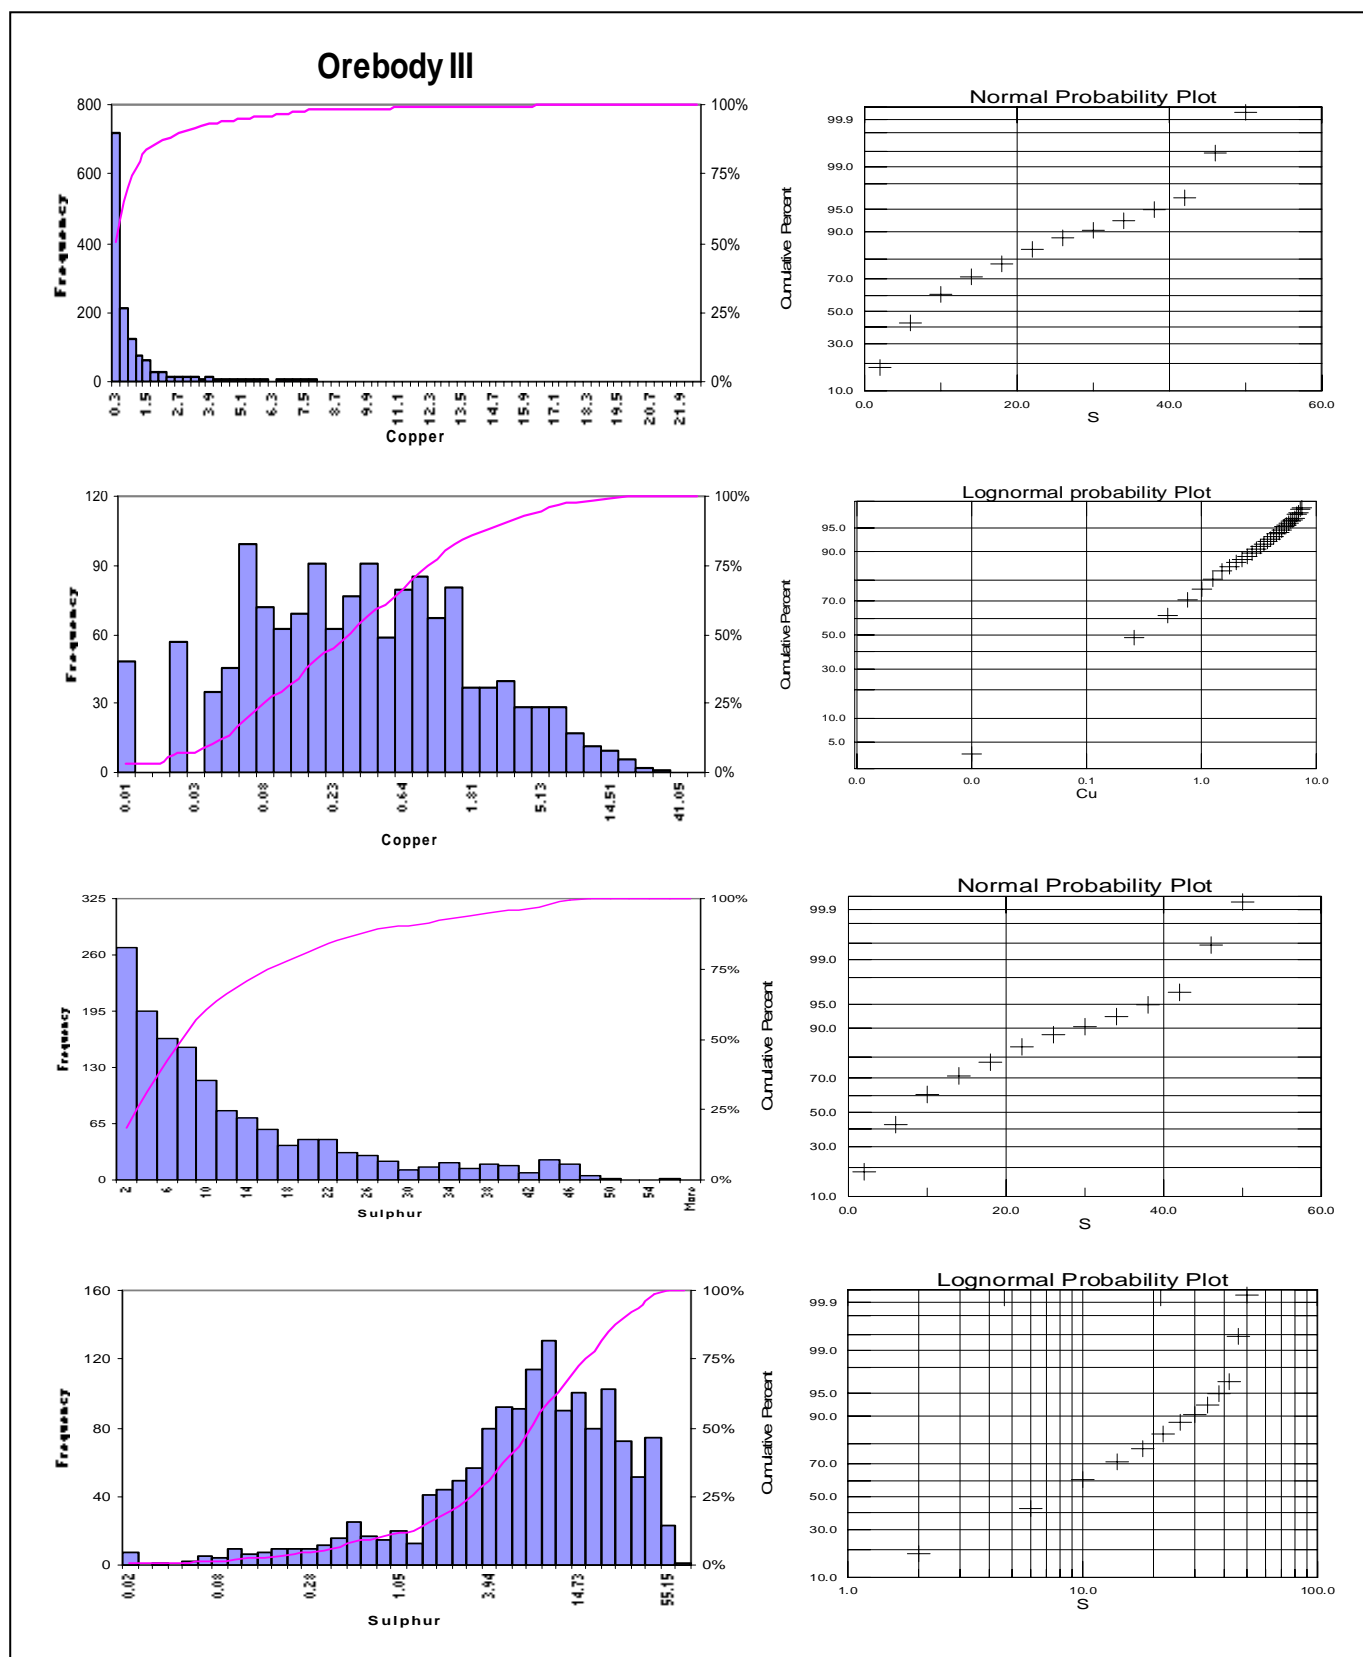 Orebody III
800 600 400 200 0
Frequency
100% 75% 50% 25% 0%
0.3 1.5 2.7 3.9 5.1 6.3 7.5 8.7 9.9 11.1 12.3 13.5 14.7 15.9 17.1 18.3 19.5 20.7 21.9
Copper
Normal Probability Plot
Cumulative Percent
99.9 99.0 95.0 90.0 70.0 50.0 30.0 10.0
0.0 20.0 40.0 60.0
S
120 90 60 30 0
Frequency
100% 75% 50% 25% 0%
0.01 0.03 0.08 0.23 0.64 1.81 5.13 14.51 41.05
Copper
Lognormal probability Plot
Cumulative Percent
95.0 90.0 70.0 50.0 30.0 10.0 5.0
0.0 0.0 0.1 1.0 10.0
Cu
325 260 195 130 65 0
Frequency
100% 75% 50% 25% 0%
2 6 10 14 18 22 26 30 34 38 42 46 50 54 More
Sulphur
Normal Probability Plot
Cumulative Percent
99.9 99.0 95.0 90.0 70.0 50.0 30.0 10.0
0.0 20.0 40.0 60.0
S
160 120 80 40 0
Frequency
100% 75% 50% 25% 0%
0.02 0.08 0.28 1.05 3.94 14.73 55.15
Sulphur
Lognormal Probability Plot
Cumulative Percent
99.9 99.0 95.0 90.0 70.0 50.0 30.0 10.0
1.0 10.0 100.0
S